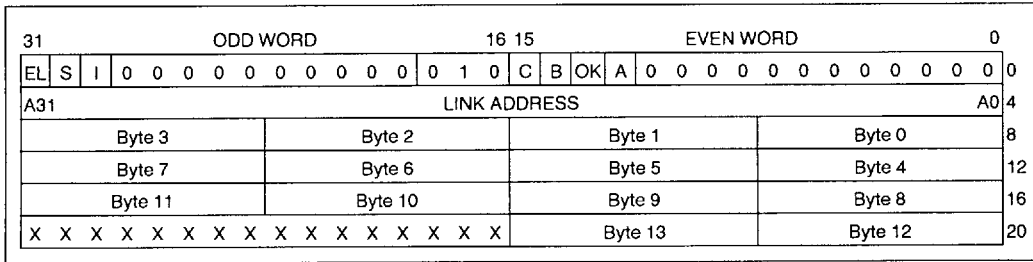 31 ODD WORD 16 15 EVEN WORD 0
EL S I 0 0 0 0 0 0 0 0 0 0 0 1 0 C B OK A 0 0 0 0 0 0 0 0 0 0 0 0 0
A31 LINK ADDRESS A0 4
Byte 3 Byte 2 Byte 1 Byte 0 8
Byte 7 Byte 6 Byte 5 Byte 4 12
Byte 11 Byte 10 Byte 9 Byte 8 16
X X X X X X X X X X X X X X X X Byte 13 Byte 12 20